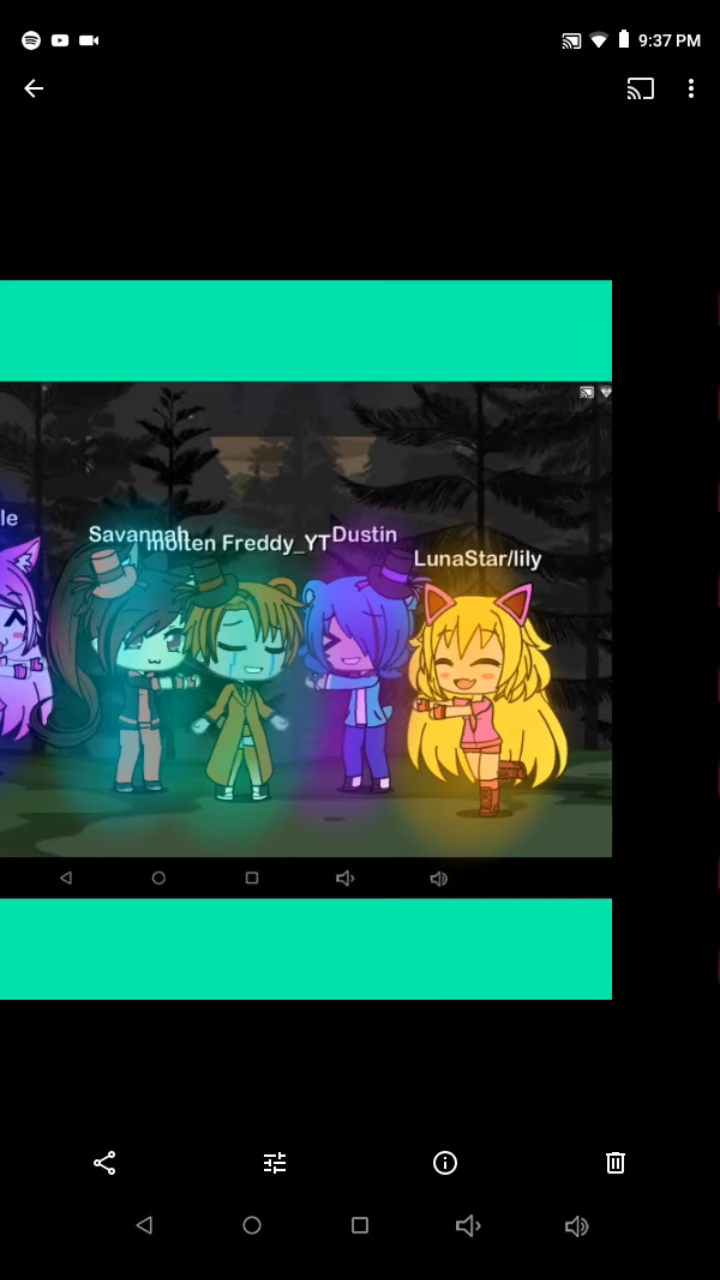 9:37 PM
le
Savannah
molten Freddy_YT
Dustin
LunaStar/lily